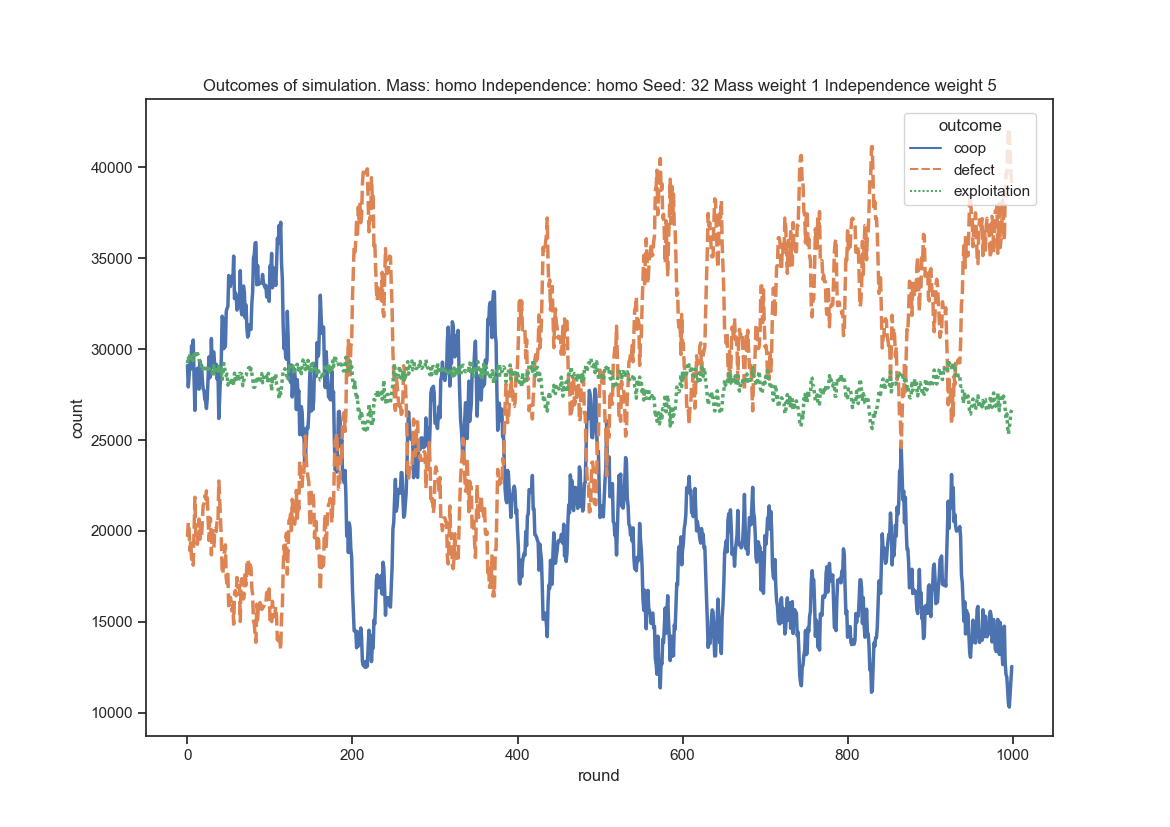 Outcomes of simulation. Mass: homo Independence: homo Seed: 32 Mass weight 1 Independence weight 5
outcome
coop
defect
exploitation
count
40000
35000
30000
25000
20000
15000
10000
0 200 400 600 800 1000
round